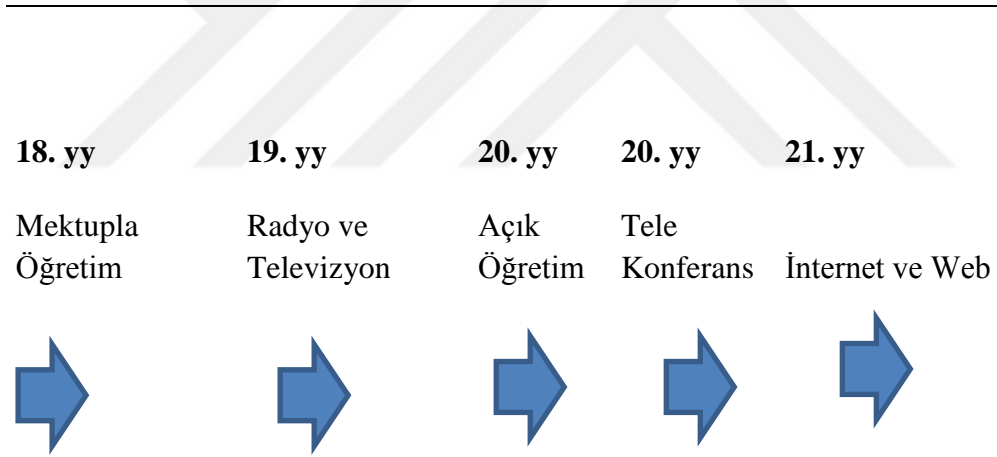 18. yy 19. yy 20. yy 20. yy 21. yy
Mektupla Radyo ve Açık Tele
Öğretim Televizyon Öğretim Konferans İnternet ve Web